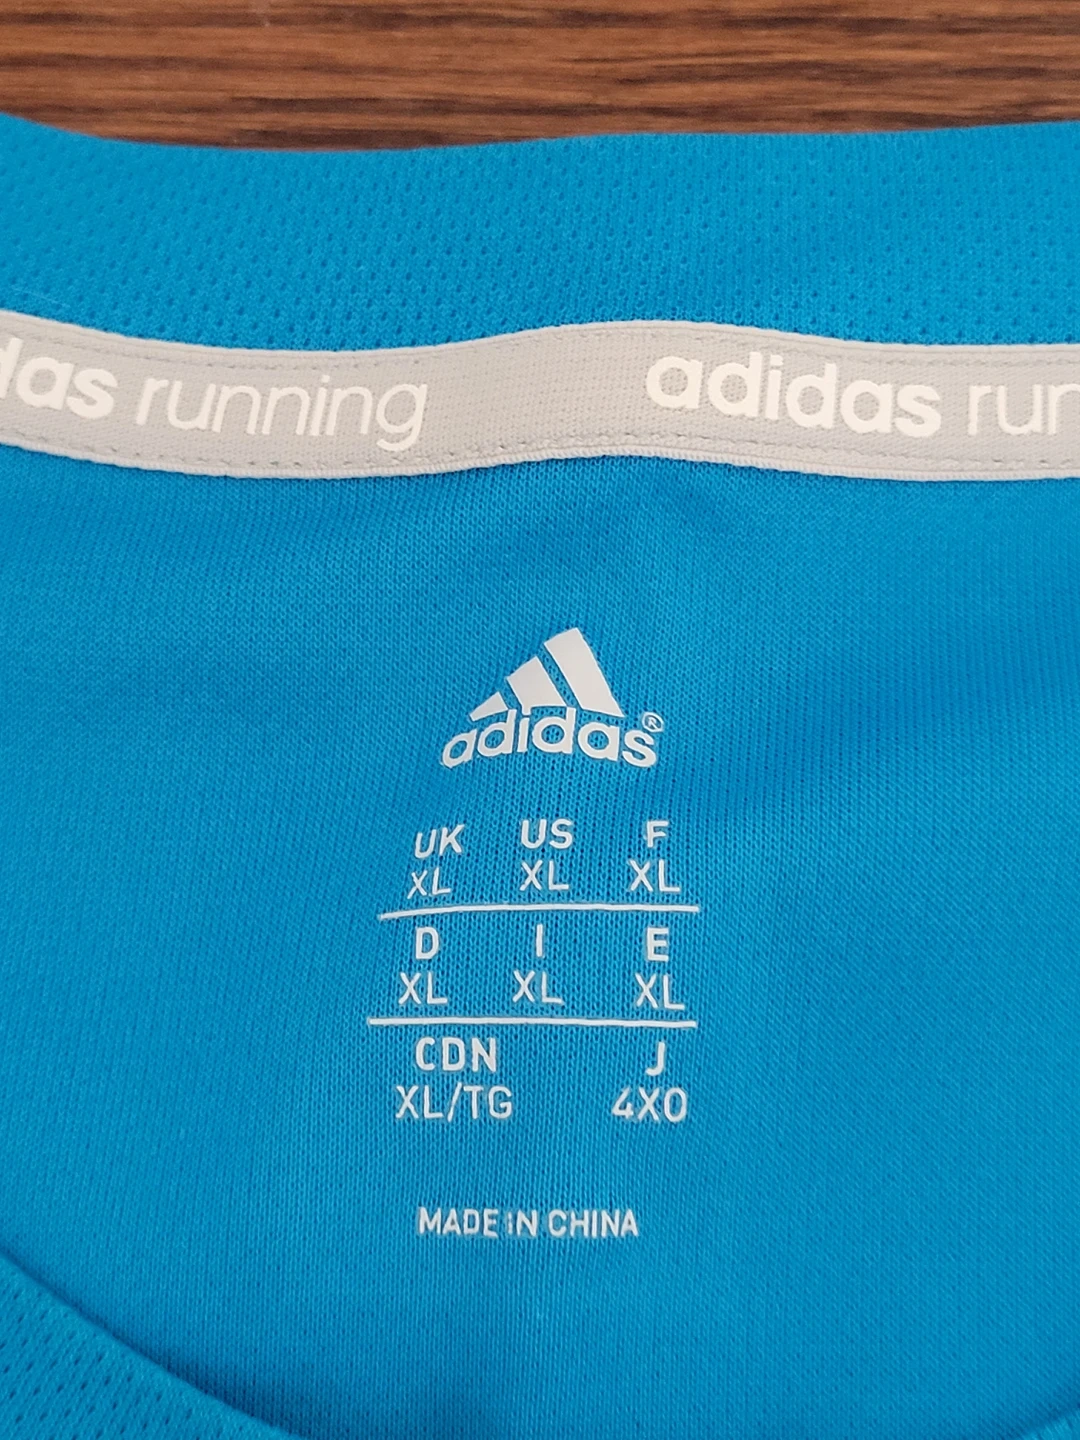 das running adidas run
adidas®
UK US F
XL XL XL
D I E
XL XL XL
CDN J
XL/TG 4XO
MADE IN CHINA